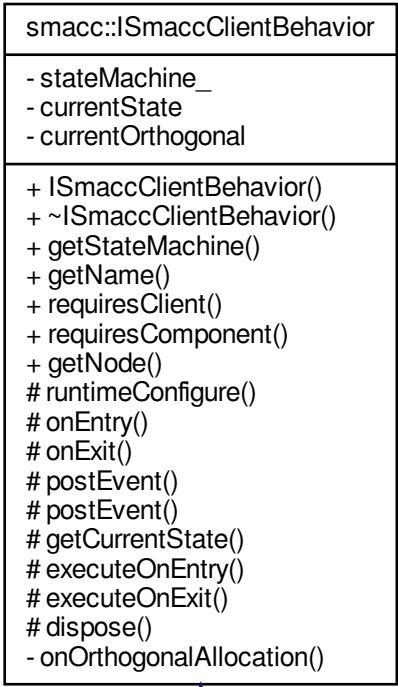 smacc::ISmaccClientBehavior
- stateMachine_
- currentState
- currentOrthogonal
+ ISmaccClientBehavior()
+ ~ISmaccClientBehavior()
+ getStateMachine()
+ getName()
+ requiresClient()
+ requiresComponent()
+ getNode()
# runtimeConfigure()
# onEntry()
# onExit()
# postEvent()
# postEvent()
# getCurrentState()
# executeOnEntry()
# executeOnExit()
# dispose()
- onOrthogonalAllocation()